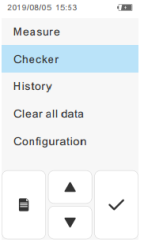 2019/08/05 15:53
Measure
Checker
History
Clear all data
Configuration